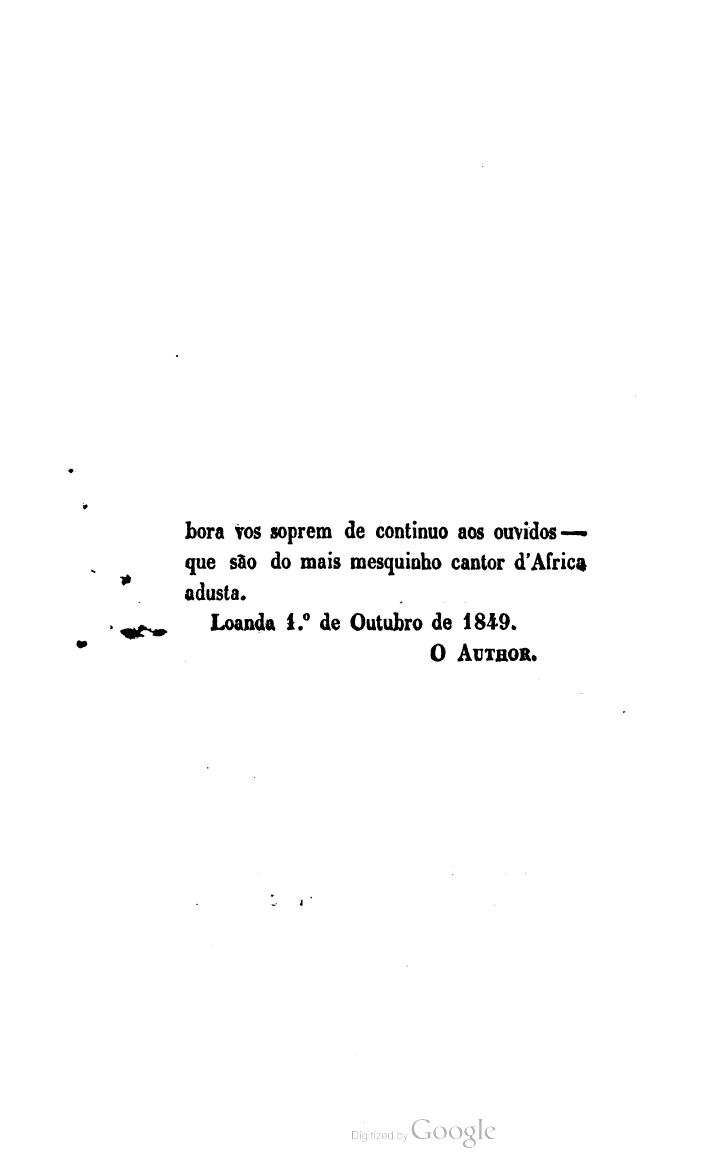 bora vos soprem de continuo aos ouvidos —
que são do mais mesquinho cantor d'Africa
adusta.
Loanda 1.º de Outubro de 1849.
O AUTHOR.
Digitized by Google